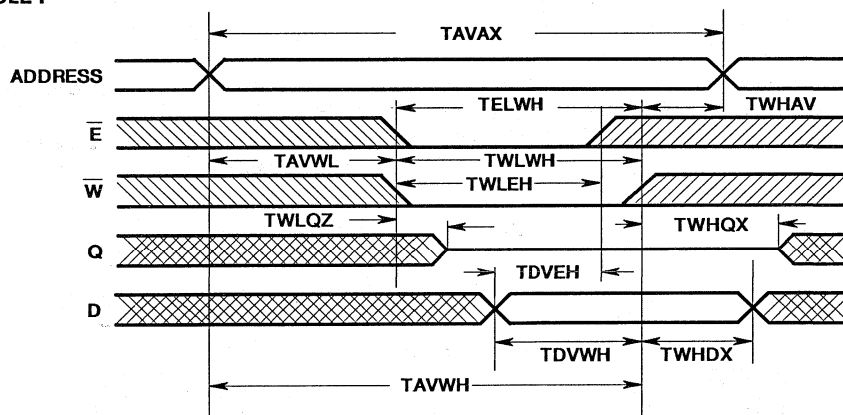 TAVAX
ADDRESS
TELWH TWHAV
E
TAVWL TWLWH
W
TWLEH
TWLQZ TWHQX
Q
TDVEH
D
TDVWH TWHDX
TAVWH